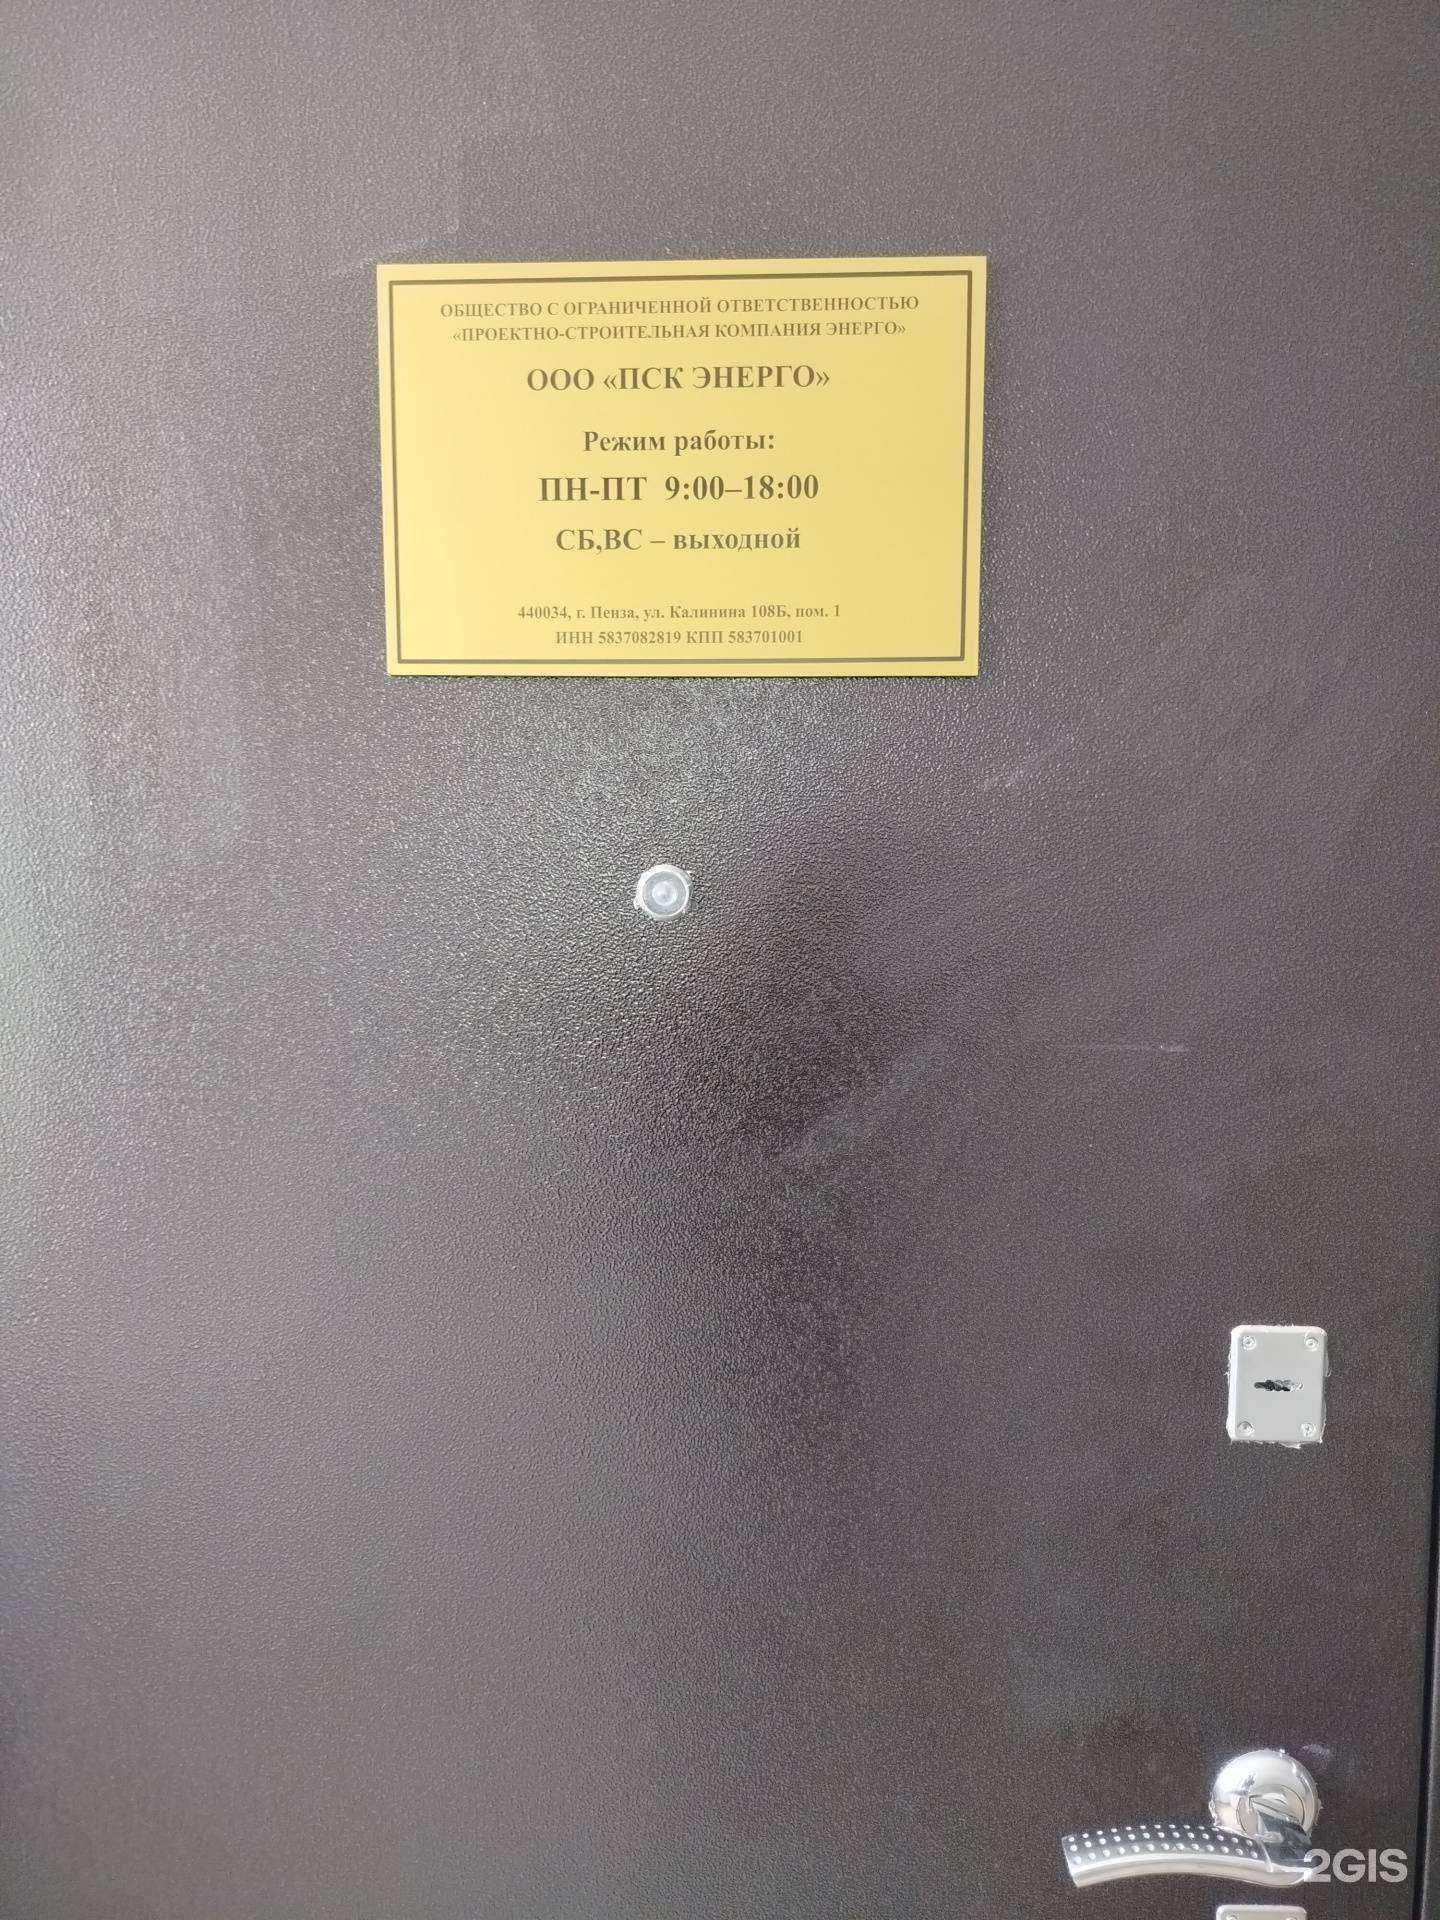 ОБЩЕСТВО С ОГРАНИЧЕННОЙ ОТВЕТСТВЕННОСТЬЮ
«ПРОЕКТНО-СТРОИТЕЛЬНАЯ КОМПАНИЯ ЭНЕРГО»
ООО «ПСК ЭНЕРГО»
Режим работы:
ПН-ПТ 9:00–18:00
СБ,ВС – выходной
440034, г. Пенза, ул. Калинина 108Б, пом. 1
ИНН 5837082819 КПП 583701001
2GIS